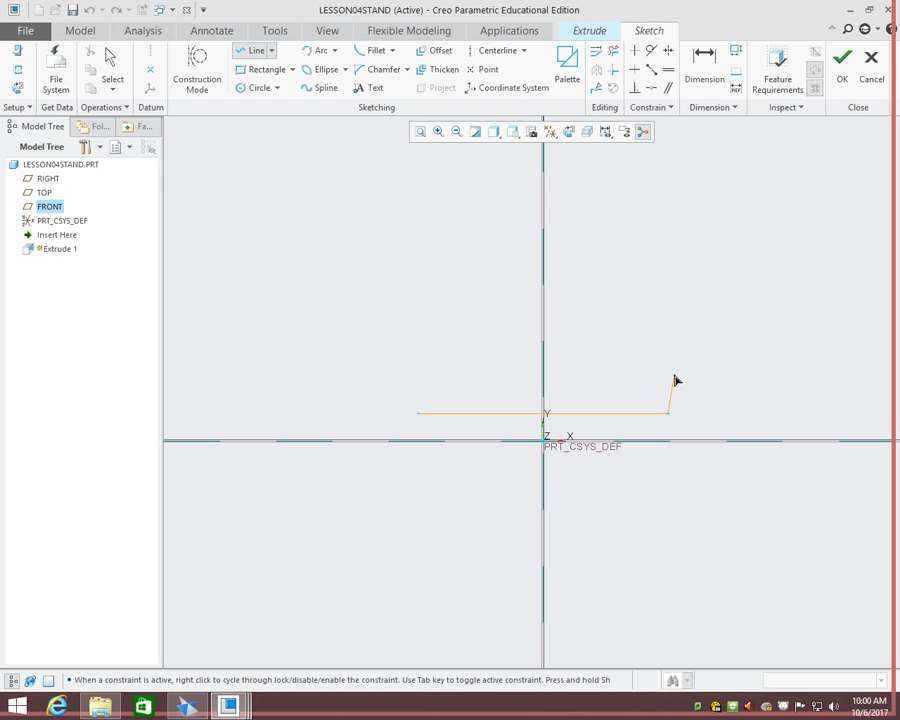 LESSON04STAND (Active) - Creo Parametric Educational Edition
File Model Analysis Annotate Tools View Flexible Modeling Applications Extrude Sketch
File System
Select
Construction Mode
Line Arc Fillet Offset Centerline
Rectangle Ellipse Chamfer Thicken Point
Circle Spline Text Project Coordinate System
Palette
Dimension
Feature Requirements
OK Cancel
Setup Get Data Operations Datum Sketching Editing Constrain Dimension Inspect Close
Model Tree Fol... Fa...
Model Tree
LESSON04STAND.PRT
RIGHT
TOP
FRONT
PRT_CSYS_DEF
Insert Here
Extrude 1
Y
Z X
PRT_CSYS_DEF
• When a constraint is active, right click to cycle through lock/disable/enable the constraint. Use Tab key to toggle active constraint. Press and hold Sh
10:00 AM
10/6/2017